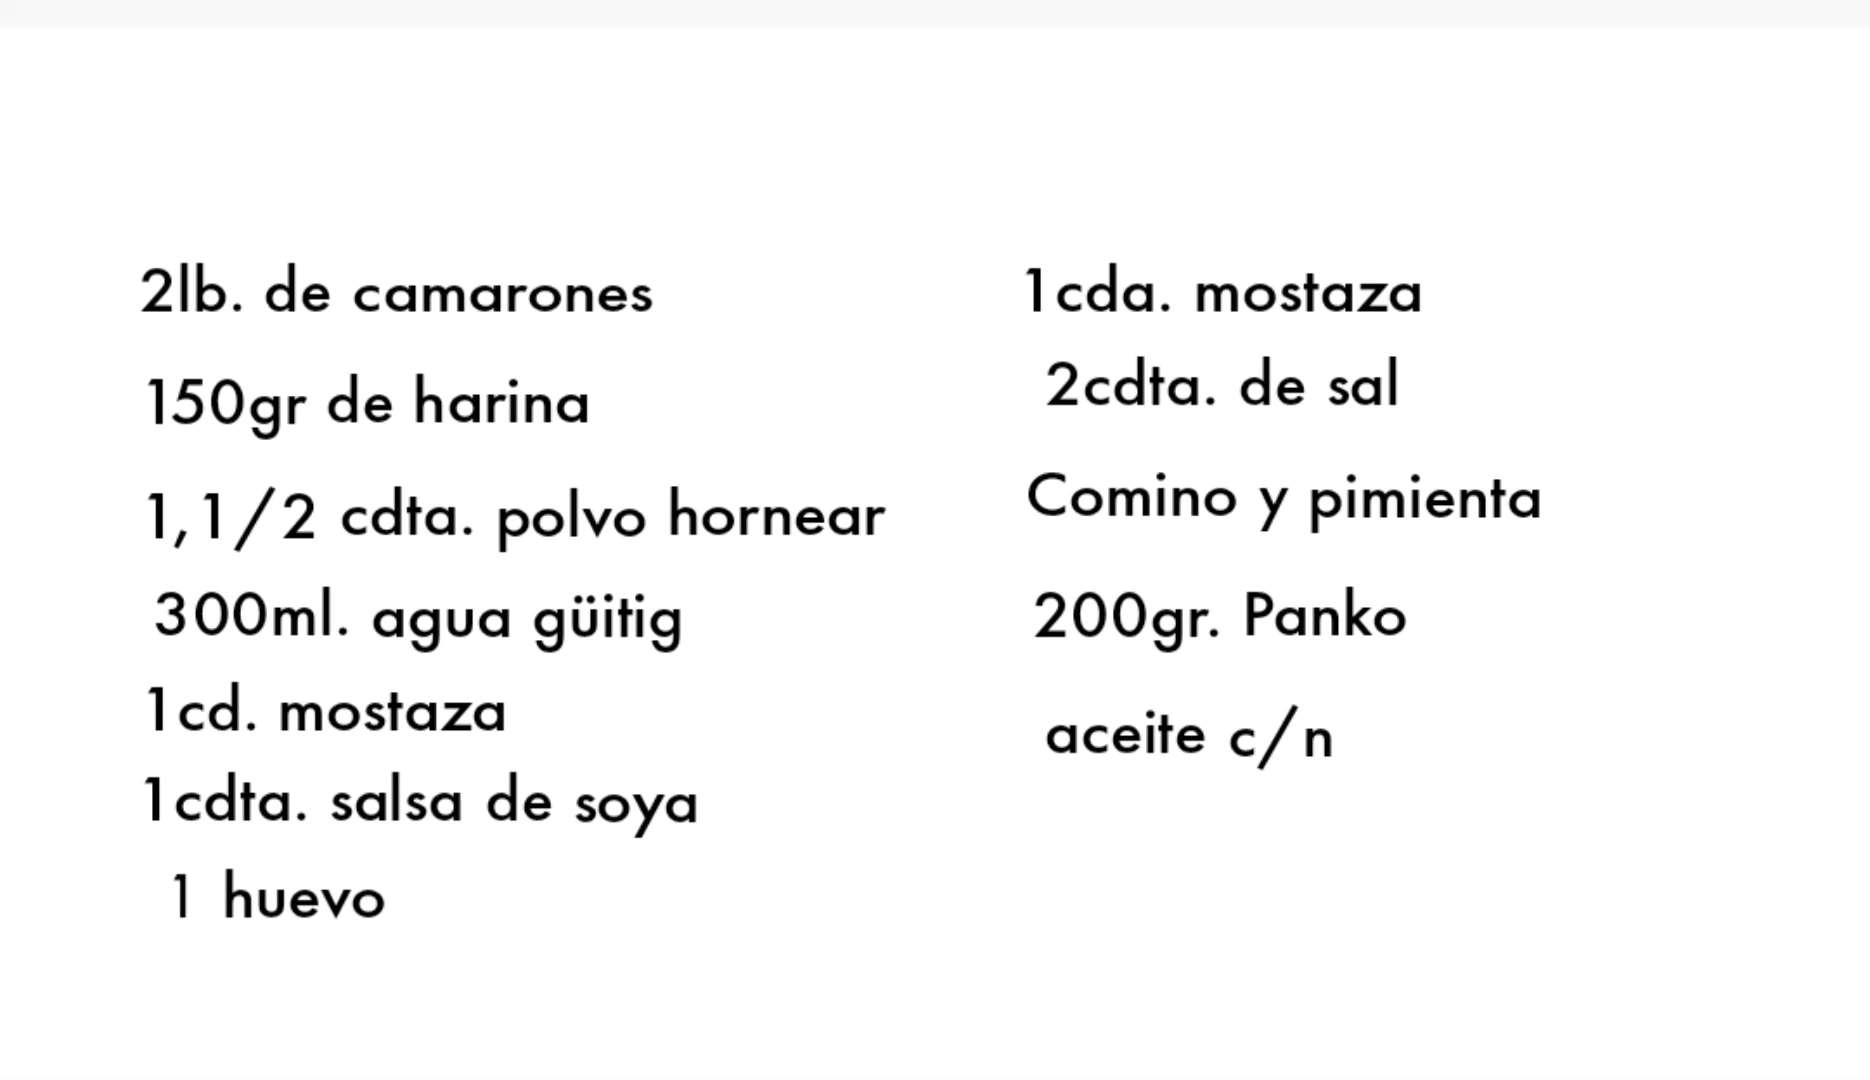 2lb. de camarones
150gr de harina
1,1/2 cdta. polvo hornear
300ml. agua güitig
1cd. mostaza
1cdta. salsa de soya
1 huevo
1cda. mostaza
2cdta. de sal
Comino y pimienta
200gr. Panko
aceite c/n